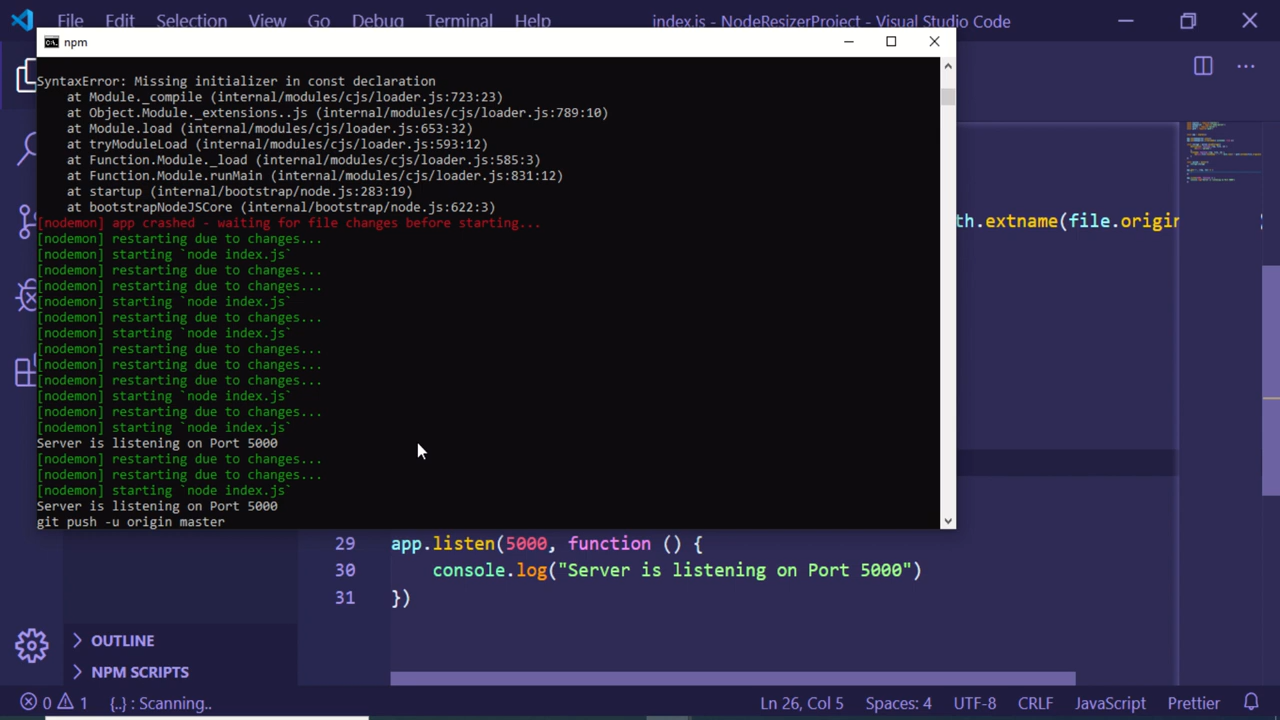 File Edit Selection View Go Debug Terminal Help index.js - NodeResizerProject - Visual Studio Code
npm
SyntaxError: Missing initializer in const declaration
at Module._compile (internal/modules/cjs/loader.js:723:23)
at Object.Module._extensions..js (internal/modules/cjs/loader.js:789:10)
at Module.load (internal/modules/cjs/loader.js:653:32)
at tryModuleLoad (internal/modules/cjs/loader.js:593:12)
at Function.Module._load (internal/modules/cjs/loader.js:585:3)
at Function.Module.runMain (internal/modules/cjs/loader.js:831:12)
at startup (internal/bootstrap/node.js:283:19)
at bootstrapNodeJSCore (internal/bootstrap/node.js:622:3)
[nodemon] app crashed - waiting for file changes before starting...
[nodemon] restarting due to changes...
[nodemon] starting `node index.js`
[nodemon] restarting due to changes...
[nodemon] restarting due to changes...
[nodemon] starting `node index.js`
[nodemon] restarting due to changes...
[nodemon] starting `node index.js`
[nodemon] restarting due to changes...
[nodemon] restarting due to changes...
[nodemon] restarting due to changes...
[nodemon] starting `node index.js`
[nodemon] restarting due to changes...
[nodemon] starting `node index.js`
Server is listening on Port 5000
[nodemon] restarting due to changes...
[nodemon] restarting due to changes...
[nodemon] starting `node index.js`
Server is listening on Port 5000
git push -u origin master
th.extname(file.origin
29 app.listen(5000, function () {
30 console.log("Server is listening on Port 5000")
31 })
OUTLINE
NPM SCRIPTS
0 1 {..} : Scanning.. Ln 26, Col 5 Spaces: 4 UTF-8 CRLF JavaScript Prettier